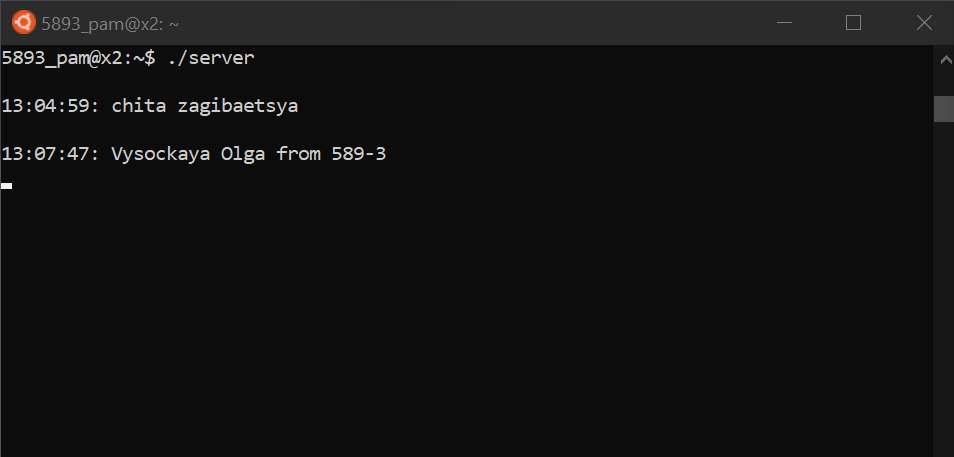 5893_pam@x2: ~
5893_pam@x2:~$ ./server
13:04:59: chita zagibaetsya
13:07:47: Vysockaya Olga from 589-3